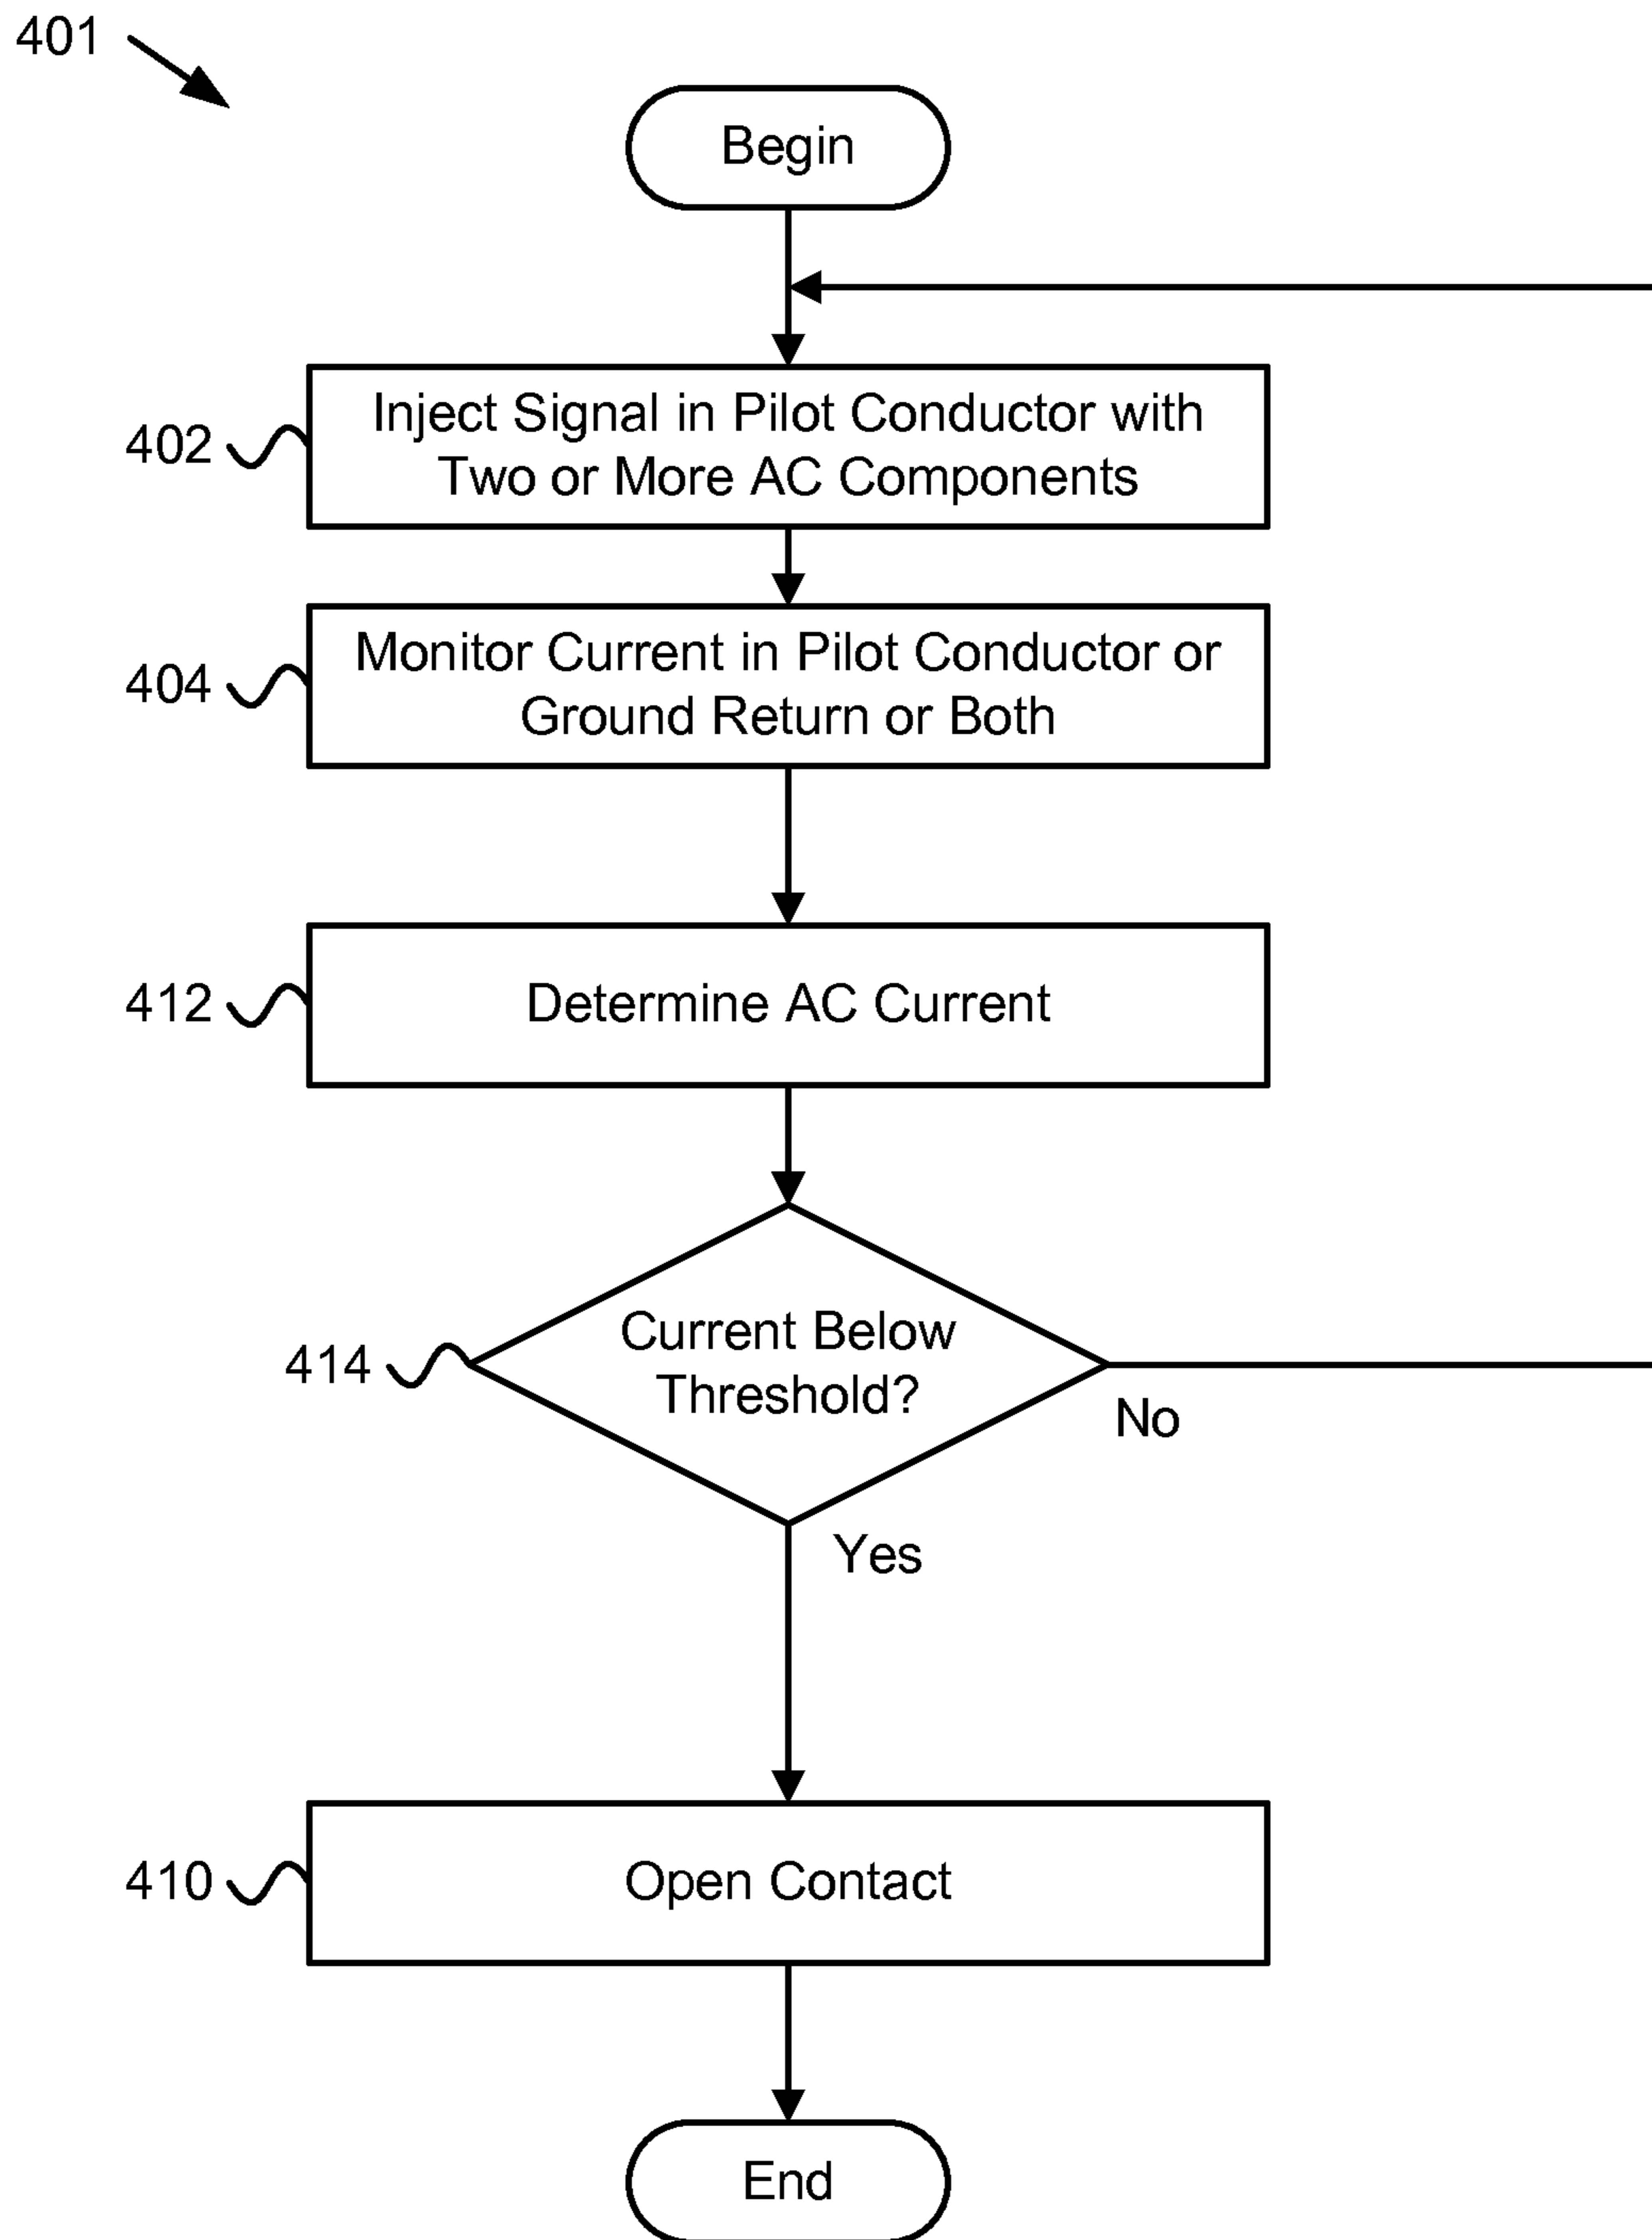 401
Begin
402
Inject Signal in Pilot Conductor with
Two or More AC Components
404
Monitor Current in Pilot Conductor or
Ground Return or Both
412
Determine AC Current
414
Current Below
Threshold?
No
Yes
410
Open Contact
End